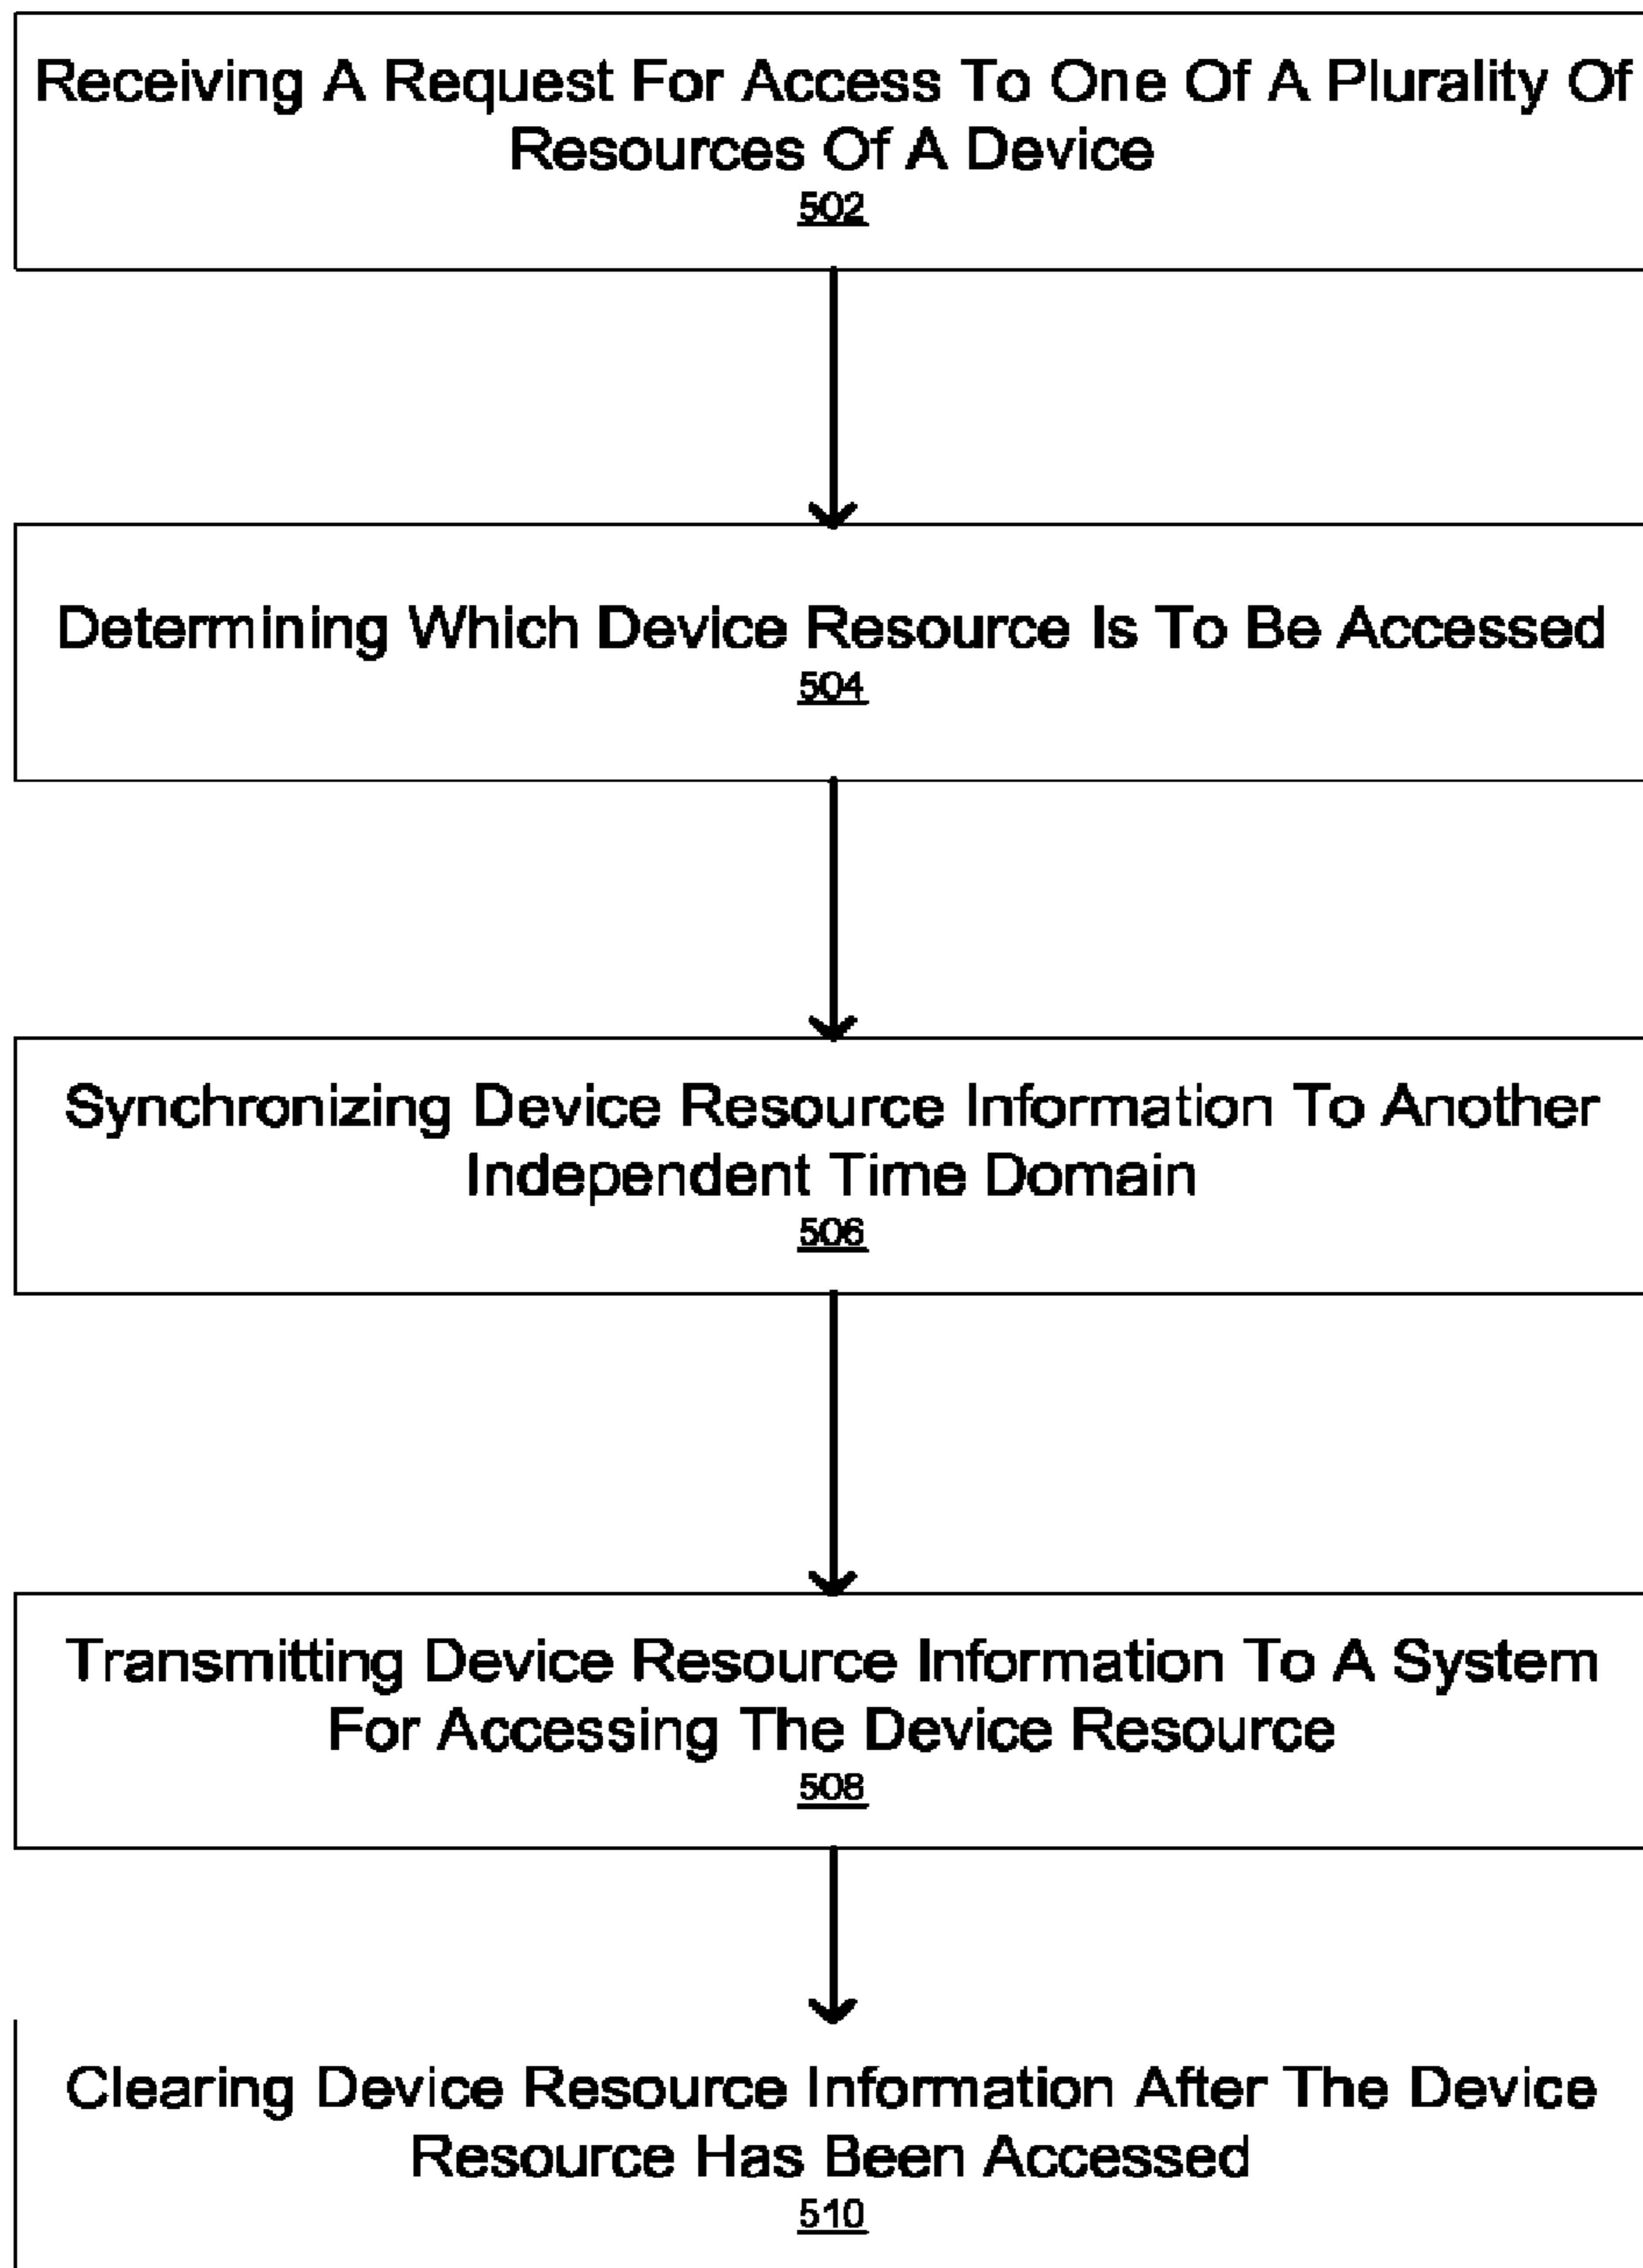 Receiving A Request For Access To One Of A Plurality Of
Resources Of A Device
502
Determining Which Device Resource Is To Be Accessed
504
Synchronizing Device Resource Information To Another
Independent Time Domain
506
Transmitting Device Resource Information To A System
For Accessing The Device Resource
508
Clearing Device Resource Information After The Device
Resource Has Been Accessed
510